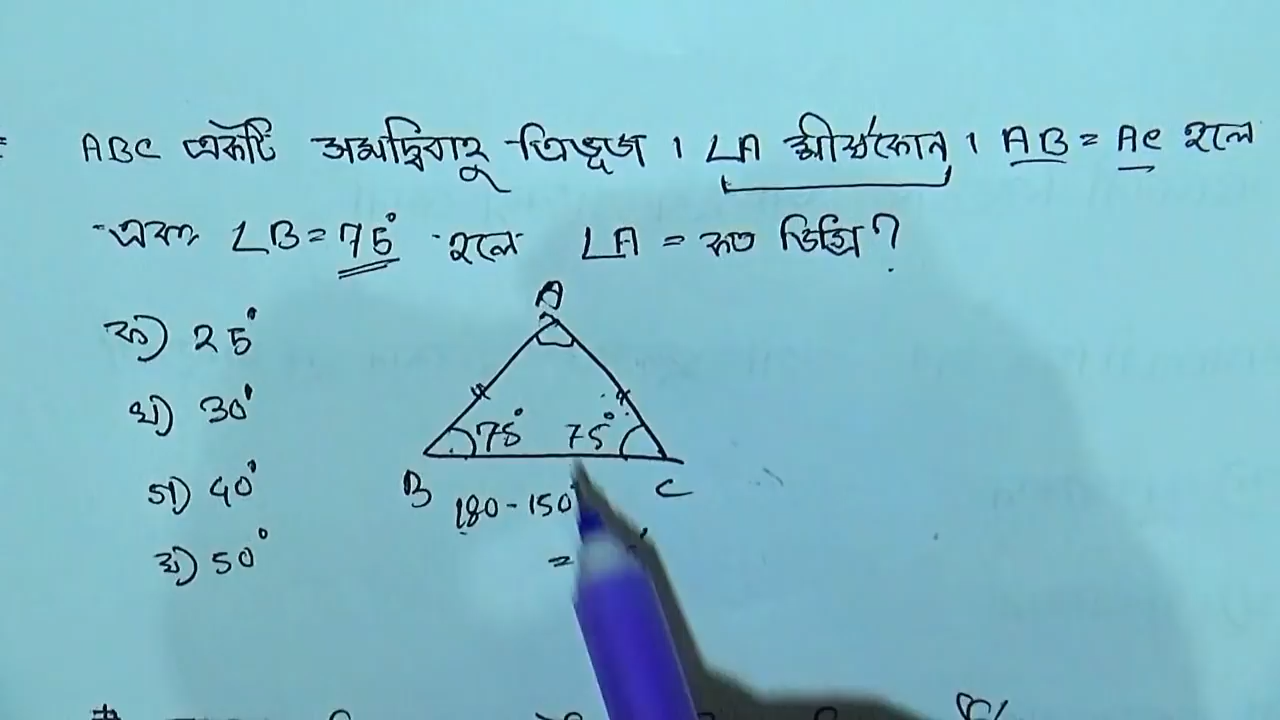 ABC একটি সমদ্বিবাহু ত্রিভুজ । ∠A শীর্ষকোন । AB = AC হলে
এবং ∠B = 75° হলে ∠A = কত ডিগ্রি ?
ক) 25°
A
খ) 30°
75° 75°
গ) 40°
B C
180 - 150°
ঘ) 50°
=